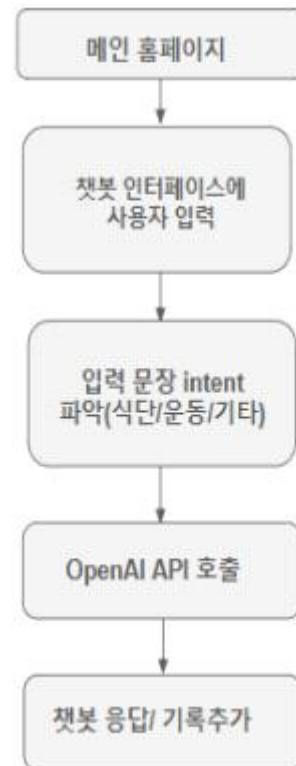 메인 홈페이지
챗봇 인터페이스에
사용자 입력
입력 문장 intent
파악(식단/운동/기타)
OpenAI API 호출
챗봇 응답/ 기록추가